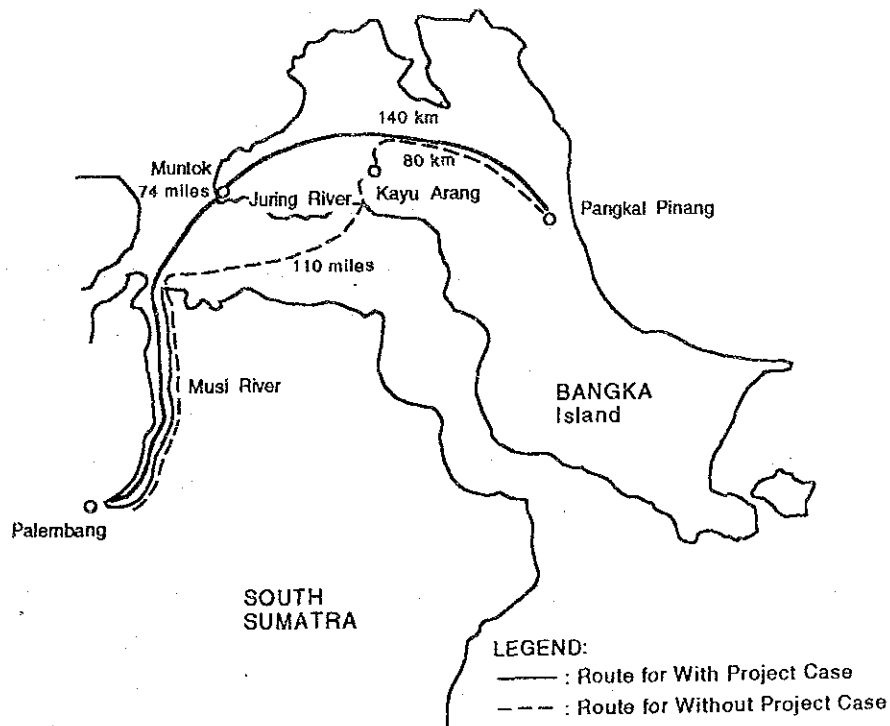 140 km
Muntok
74 miles
80 km
Juring River
Kayu Arang
Pangkal Pinang
110 miles
Musi River
BANGKA
Island
Palembang
SOUTH
SUMATRA
LEGEND:
: Route for With Project Case
: Route for Without Project Case